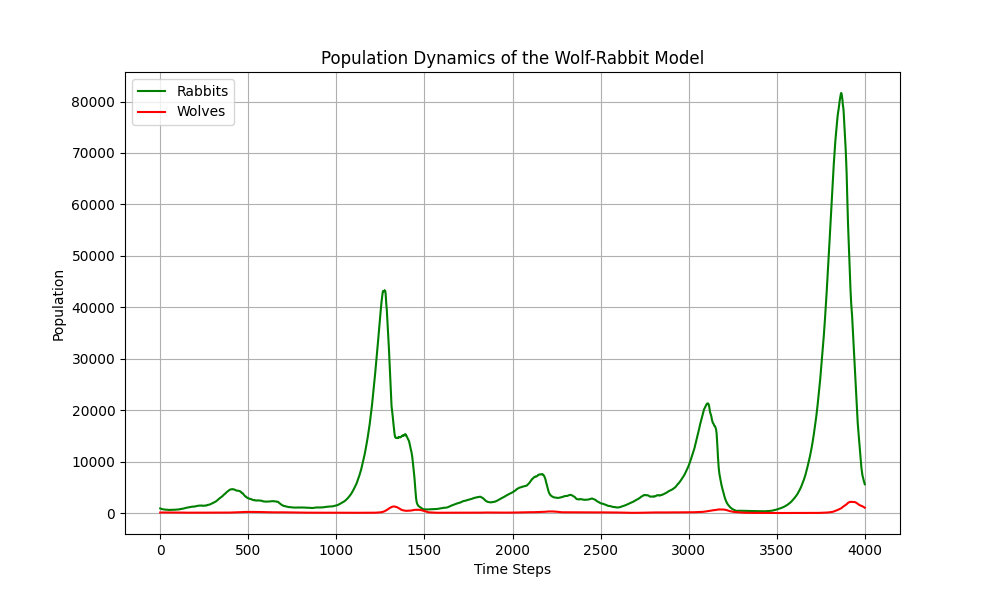 Population Dynamics of the Wolf-Rabbit Model
Rabbits
Wolves
80000
70000
60000
50000
40000
30000
20000
10000
0
Population
0 500 1000 1500 2000 2500 3000 3500 4000
Time Steps